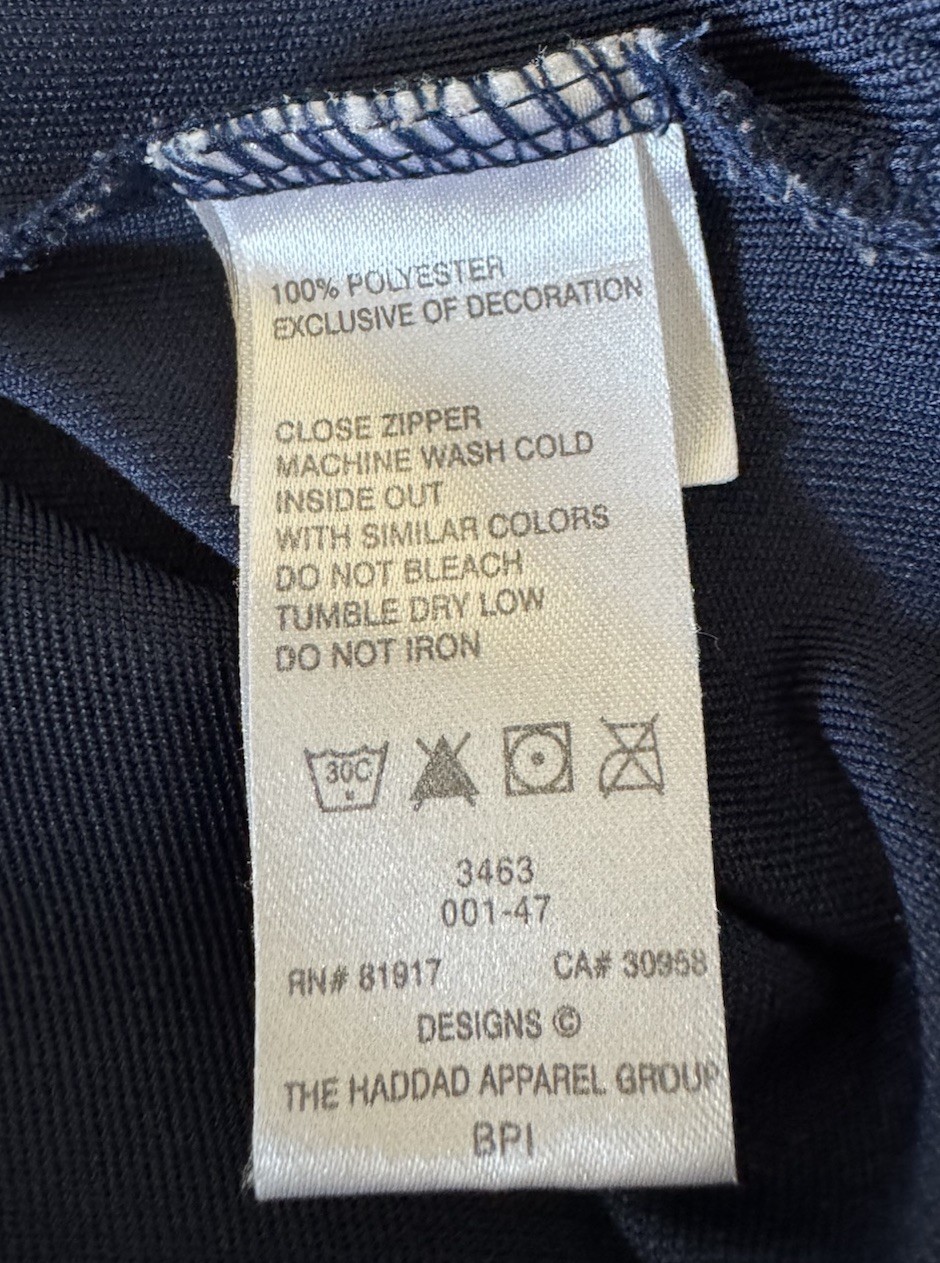 100% POLYESTER
EXCLUSIVE OF DECORATION
CLOSE ZIPPER
MACHINE WASH COLD
INSIDE OUT
WITH SIMILAR COLORS
DO NOT BLEACH
TUMBLE DRY LOW
DO NOT IRON
30C
3463
001-47
RN# 81917 CA# 30958
DESIGNS ©
THE HADDAD APPAREL GROUP
BPI